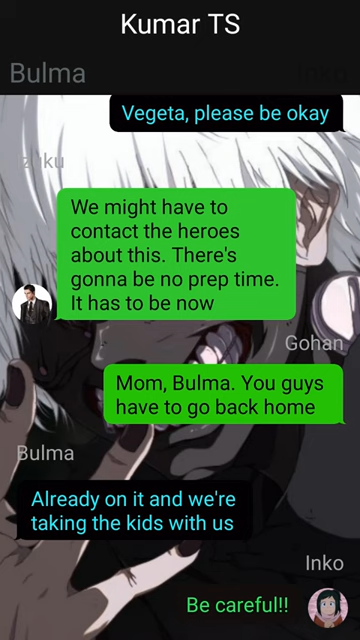 Kumar TS
Bulma
Inko
Vegeta, please be okay
Izuku
We might have to
contact the heroes
about this. There's
gonna be no prep time.
It has to be now
Gohan
Mom, Bulma. You guys
have to go back home
Bulma
Already on it and we're
taking the kids with us
Inko
Be careful!!